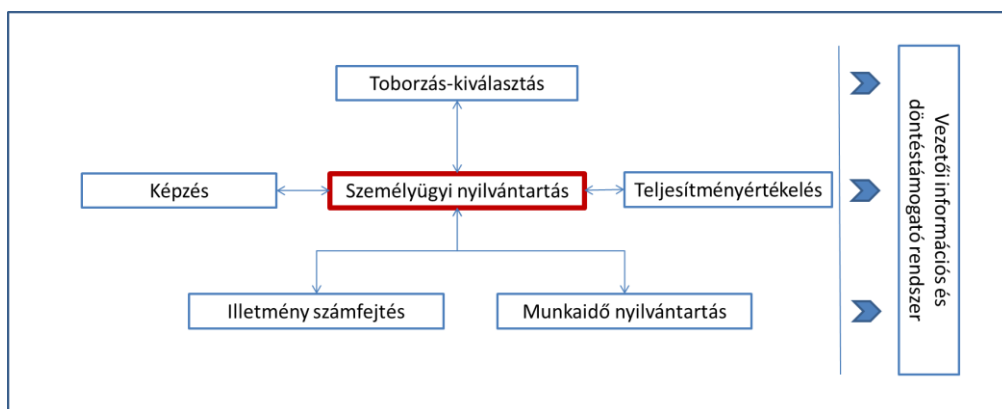 Toborzás-kiválasztás
Képzés
Személyügyi nyilvántartás
Teljesítményértékelés
Illetmény számfejtés
Munkaidő nyilvántartás
Vezetői információs és
döntéstámogató rendszer